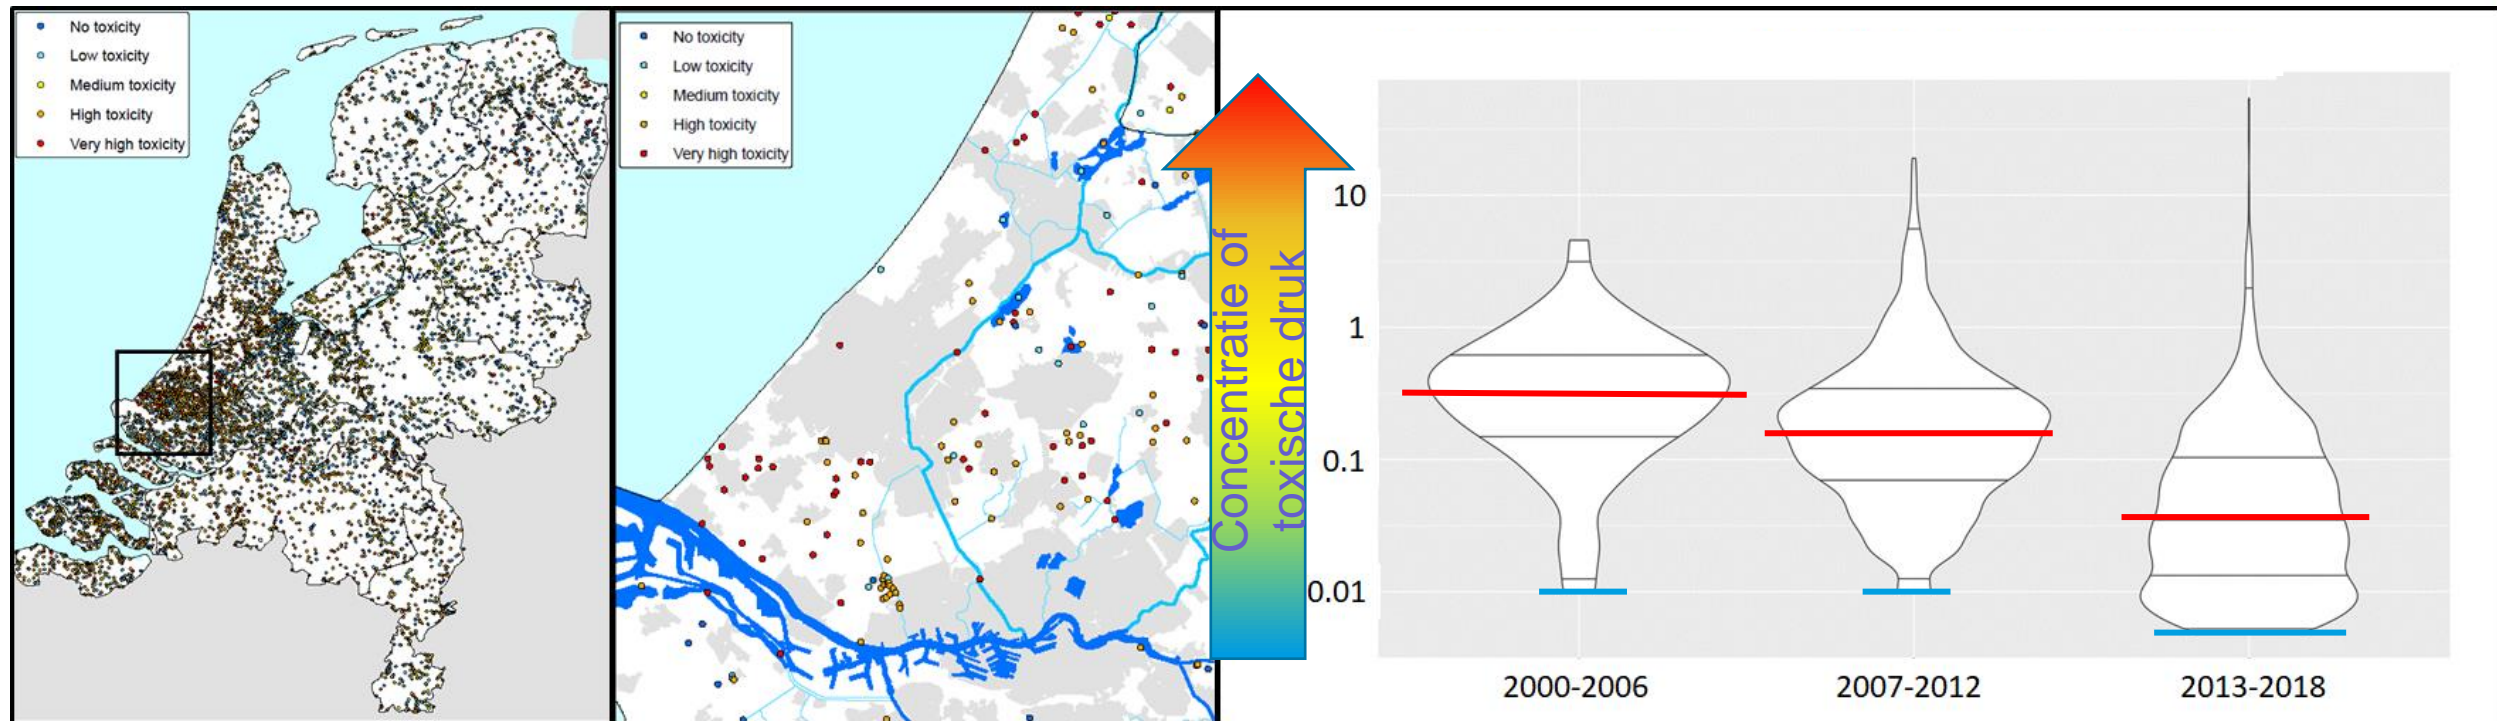 No toxicity
Low toxicity
Medium toxicity
High toxicity
Very high toxicity
No toxicity
Low toxicity
Medium toxicity
High toxicity
Very high toxicity
Concentratie of
toxische druk
10
1
0.1
0.01
2000-2006
2007-2012
2013-2018